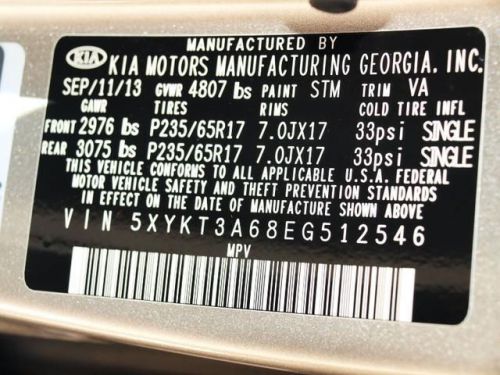 MANUFACTURED BY
KIA KIA MOTORS MANUFACTURING GEORGIA, INC.
SEP/11/13 GVWR 4807 lbs PAINT STM TRIM VA
GAWR TIRES RIMS COLD TIRE INFL
FRONT 2976 lbs P235/65R17 7.0JX17 33psi SINGLE
REAR 3075 lbs P235/65R17 7.0JX17 33psi SINGLE
THIS VEHICLE CONFORMS TO ALL APPLICABLE U.S.A. FEDERAL
MOTOR VEHICLE SAFETY AND THEFT PREVENTION STANDARDS
IN EFFECT ON THE DATE OF MANUFACTURE SHOWN ABOVE.
VIN 5XYKT3A68EG512546
MPV